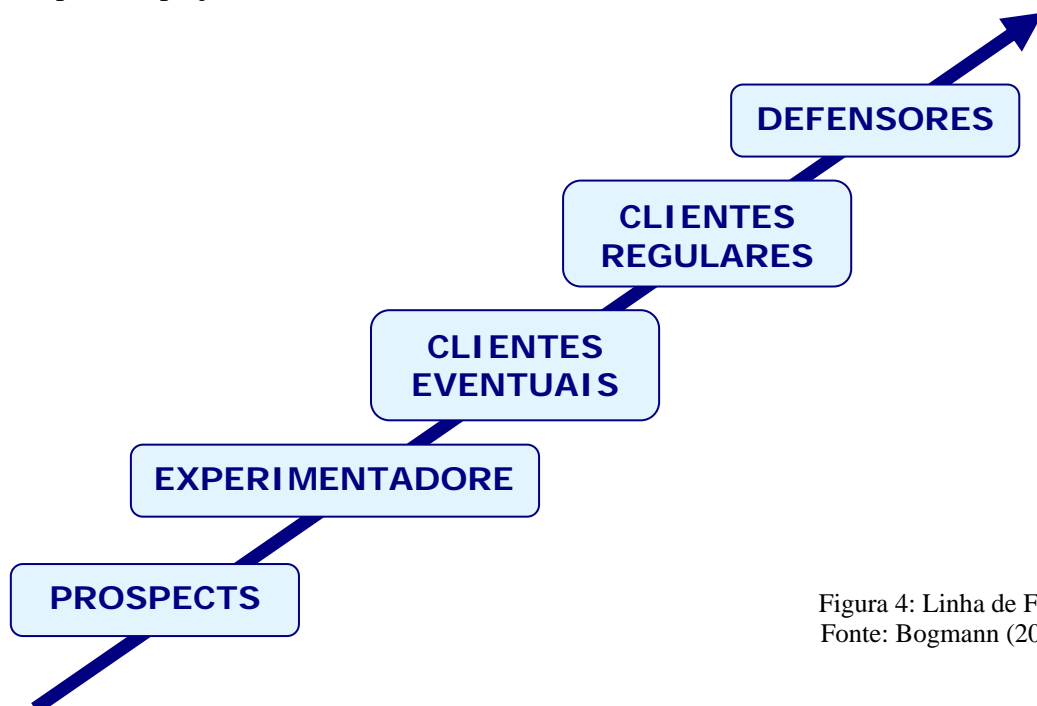 DEFENSORES
CLIENTES
REGULARES
CLIENTES
EVENTUAIS
EXPERIMENTADORE
PROSPECTS
Figura 4: Linha de F
Fonte: Bogmann (20